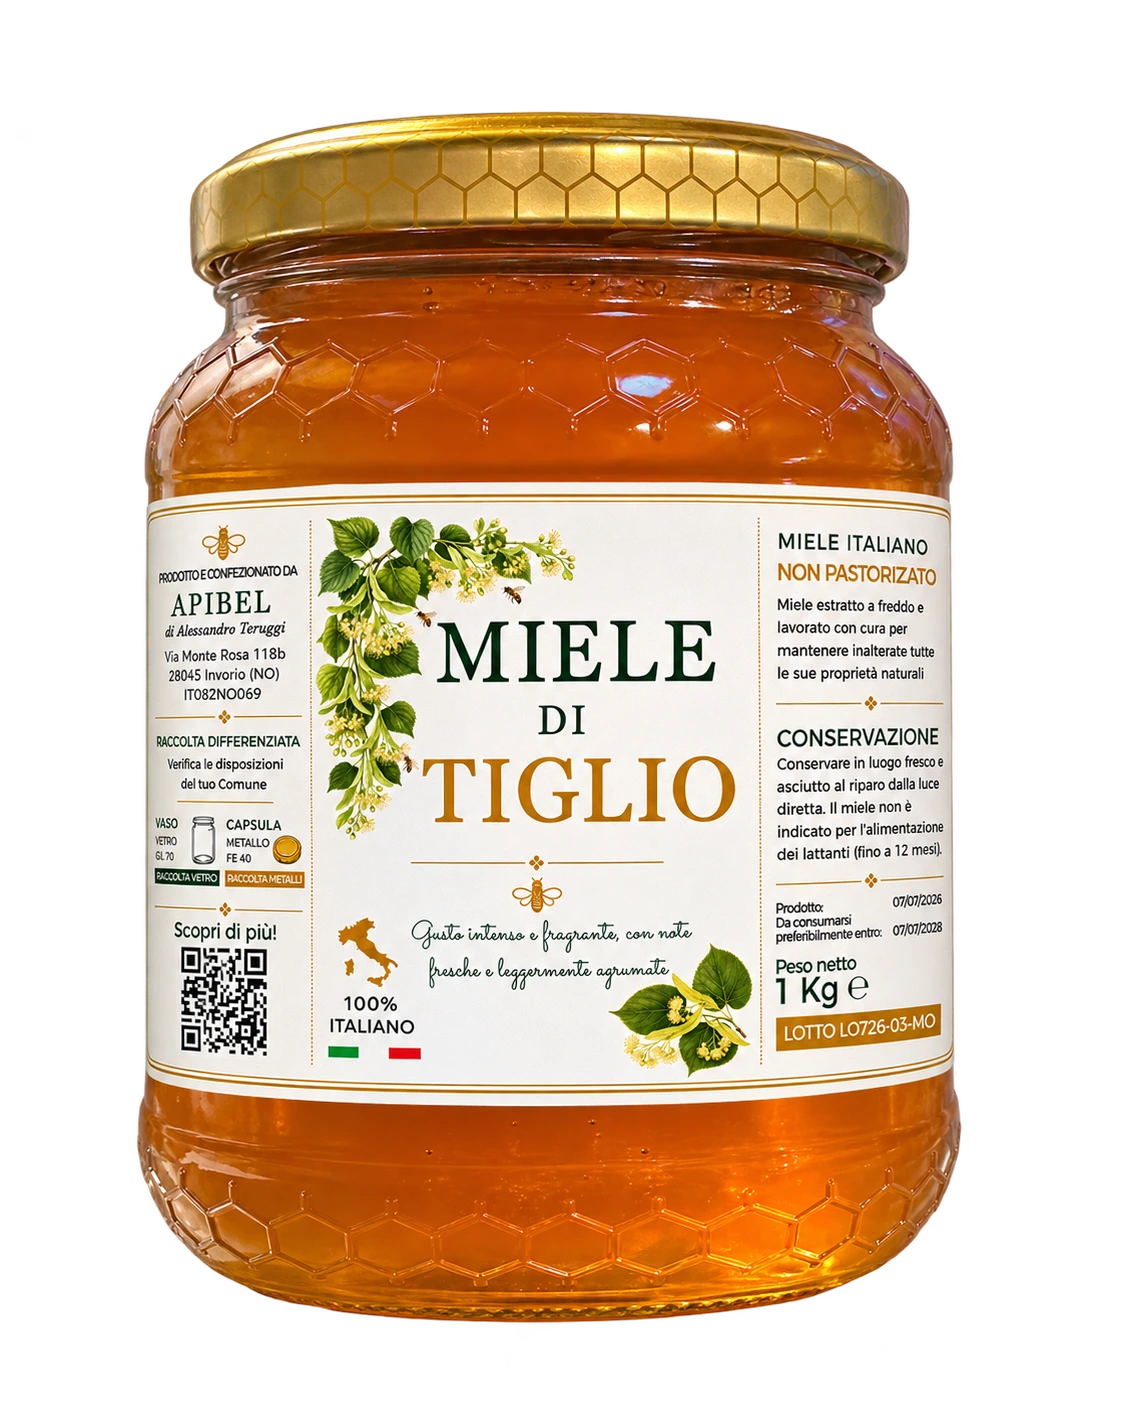 PRODOTTO E CONFEZIONATO DA
APIBEL
di Alessandro Teruggi
Via Monte Rosa 118b
28045 Invorio (NO)
IT082NO069
RACCOLTA DIFFERENZIATA
Verifica le disposizioni
del tuo Comune
VASO
VETRO
GL 70
RACCOLTA VETRO
CAPSULA
METALLO
FE 40
RACCOLTA METALLI
Scopri di più!
MIELE
DI
TIGLIO
Gusto intenso e fragrante, con note
fresche e leggermente agrumate
100%
ITALIANO
MIELE ITALIANO
NON PASTORIZATO
Miele estratto a freddo e
lavorato con cura per
mantenere inalterate tutte
le sue proprietà naturali
CONSERVAZIONE
Conservare in luogo fresco e
asciutto al riparo dalla luce
diretta. Il miele non è
indicato per l'alimentazione
dei lattanti (fino a 12 mesi).
Prodotto: 07/07/2026
Da consumarsi
preferibilmente entro: 07/07/2028
Peso netto
1 Kg ℮
LOTTO LO726-03-MO